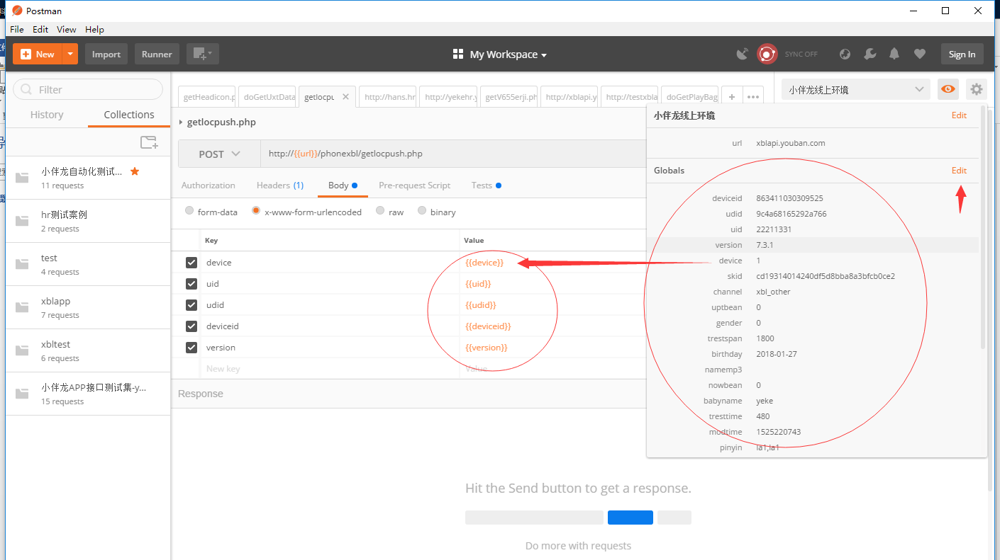 Postman
File Edit View Help
New Import Runner My Workspace SYNC OFF Sign In
Filter
History Collections
小伴龙自动化测试...
11 requests
hr测试案例
2 requests
test
4 requests
xblapp
7 requests
xbltest
6 requests
小伴龙APP接口测试集-y...
15 requests
getHeadicon.p doGetUxtData getlocpu http://hans.hr http://yekehr.y getV655erji.ph http://xblapi.y http://testxbla doGetPlayBag
小伴龙线上环境
getlocpush.php
POST http://{{url}}/phonexbl/getlocpush.php
Authorization Headers (1) Body Pre-request Script Tests
form-data x-www-form-urlencoded raw binary
Key Value
device {{device}}
uid {{uid}}
udid {{udid}}
deviceid {{deviceid}}
version {{version}}
New key Value
Response
Hit the Send button to get a response.
Do more with requests
小伴龙线上环境 Edit
url xblapi.youban.com
Globals Edit
deviceid 863411030309525
udid 9c4a68165292a766
uid 22211331
version 7.3.1
device 1
skid cd19314014240df5d8bba8a3bfcb0ce2
channel xbl_other
uptbean 0
gender 0
trestspan 1800
birthday 2018-01-27
namemp3
nowbean 0
babyname yeke
tresttime 480
modtime 1525220743
pinyin la1,la1